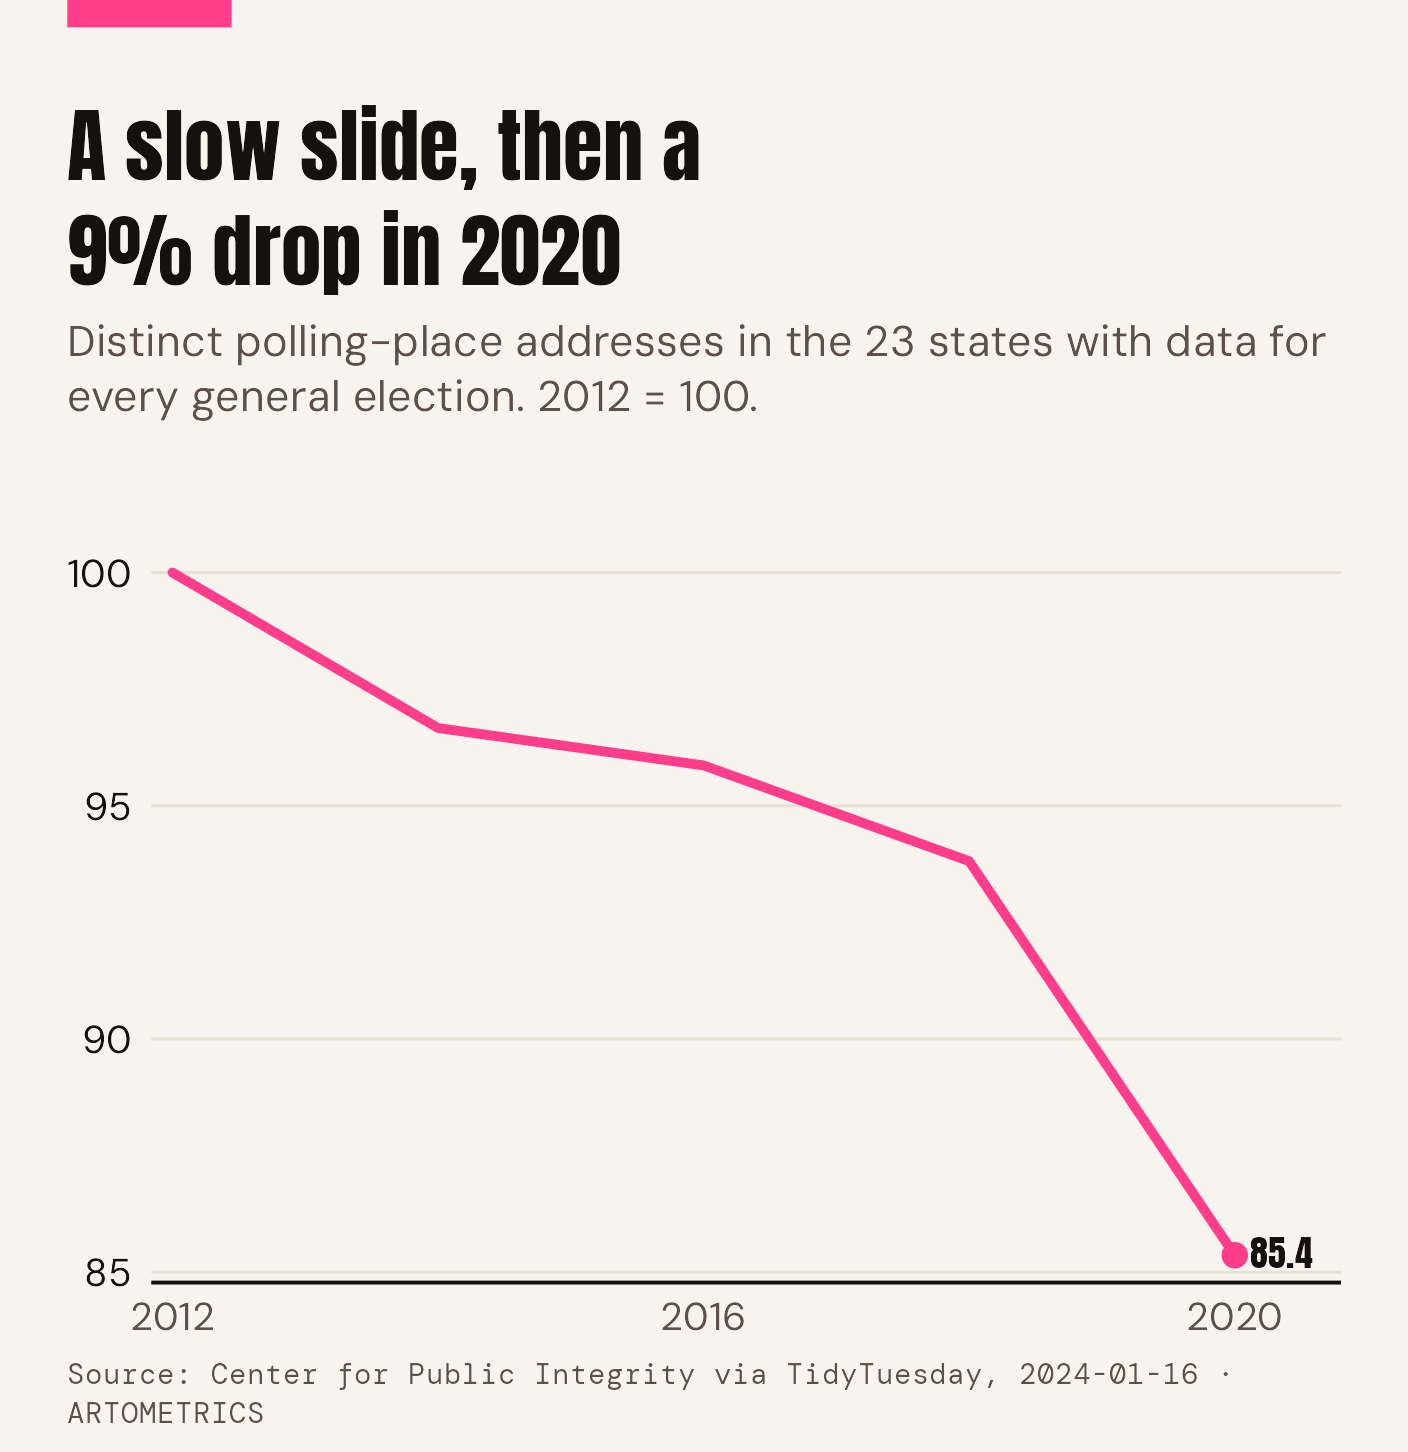 A slow slide, then a
9% drop in 2020
Distinct polling-place addresses in the 23 states with data for
every general election. 2012 = 100.
100
95
90
85
85.4
2012
2016
2020
Source: Center for Public Integrity via TidyTuesday, 2024-01-16 ·
ARTOMETRICS